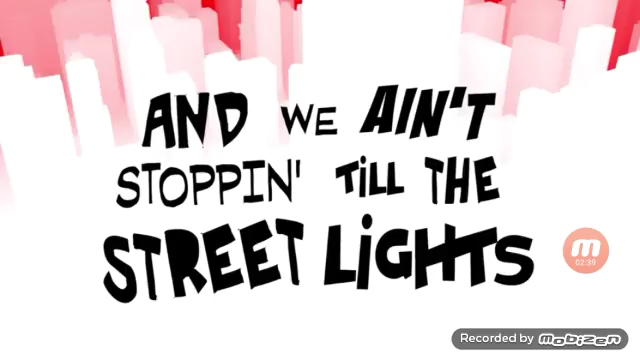 AND WE AIN'T
STOPPIN' TiLL THE
STREET LiGHTS
02:39
Recorded by mobizen